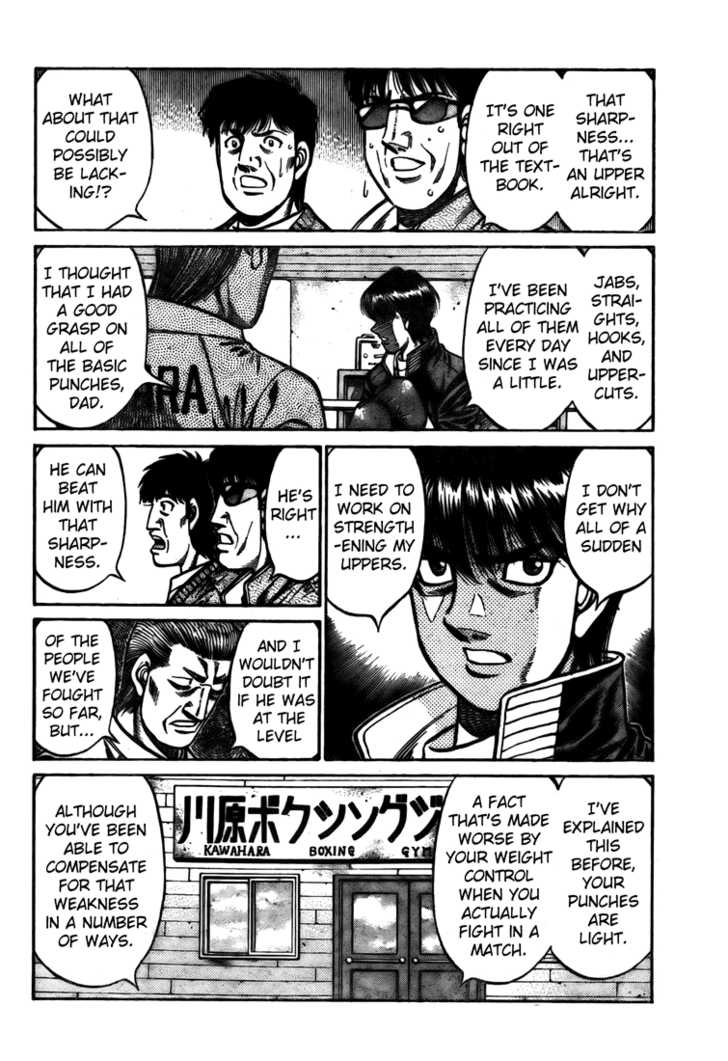 THAT
SHARP-
NESS...
THAT'S
AN UPPER
ALRIGHT.
IT'S ONE
RIGHT
OUT OF
THE TEXT-
BOOK.
WHAT
ABOUT THAT
COULD
POSSIBLY
BE LACK-
ING!?
JABS,
STRAI-
GHTS,
HOOKS,
AND
UPPER-
CUTS.
I'VE BEEN
PRACTICING
ALL OF THEM
EVERY DAY
SINCE I WAS
A LITTLE.
I THOUGHT
THAT I HAD
A GOOD
GRASP ON
ALL OF
THE BASIC
PUNCHES,
DAD.
RA
I DON'T
GET WHY
ALL OF A
SUDDEN
I NEED TO
WORK ON
STRENGTH
-ENING MY
UPPERS.
HE'S
RIGHT
...
HE CAN
BEAT
HIM WITH
THAT
SHARP-
NESS.
AND I
WOULDN'T
DOUBT IT
IF HE WAS
AT THE
LEVEL
OF THE
PEOPLE
WE'VE
FOUGHT
SO FAR,
BUT...
I'VE
EXPLAINED
THIS
BEFORE,
YOUR
PUNCHES
ARE
LIGHT.
A FACT
THAT'S MADE
WORSE BY
YOUR WEIGHT
CONTROL
WHEN YOU
ACTUALLY
FIGHT IN A
MATCH.
川原ボクシングジ
KAWAHARA BOXING GYM
ALTHOUGH
YOU'VE BEEN
ABLE TO
COMPENSATE
FOR THAT
WEAKNESS
IN A NUMBER
OF WAYS.